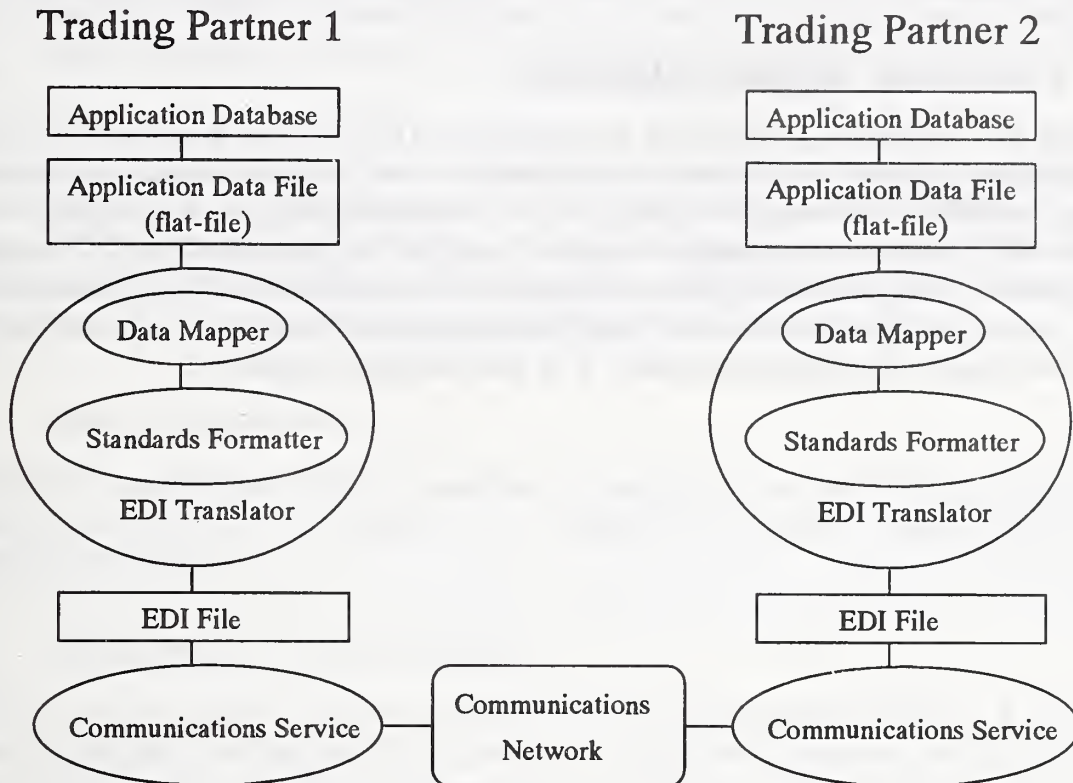 Trading Partner 1
Application Database
Application Data File
(flat-file)
Data Mapper
Standards Formatter
EDI Translator
EDI File
Communications Service
Communications
Network
Trading Partner 2
Application Database
Application Data File
(flat-file)
Data Mapper
Standards Formatter
EDI Translator
EDI File
Communications Service